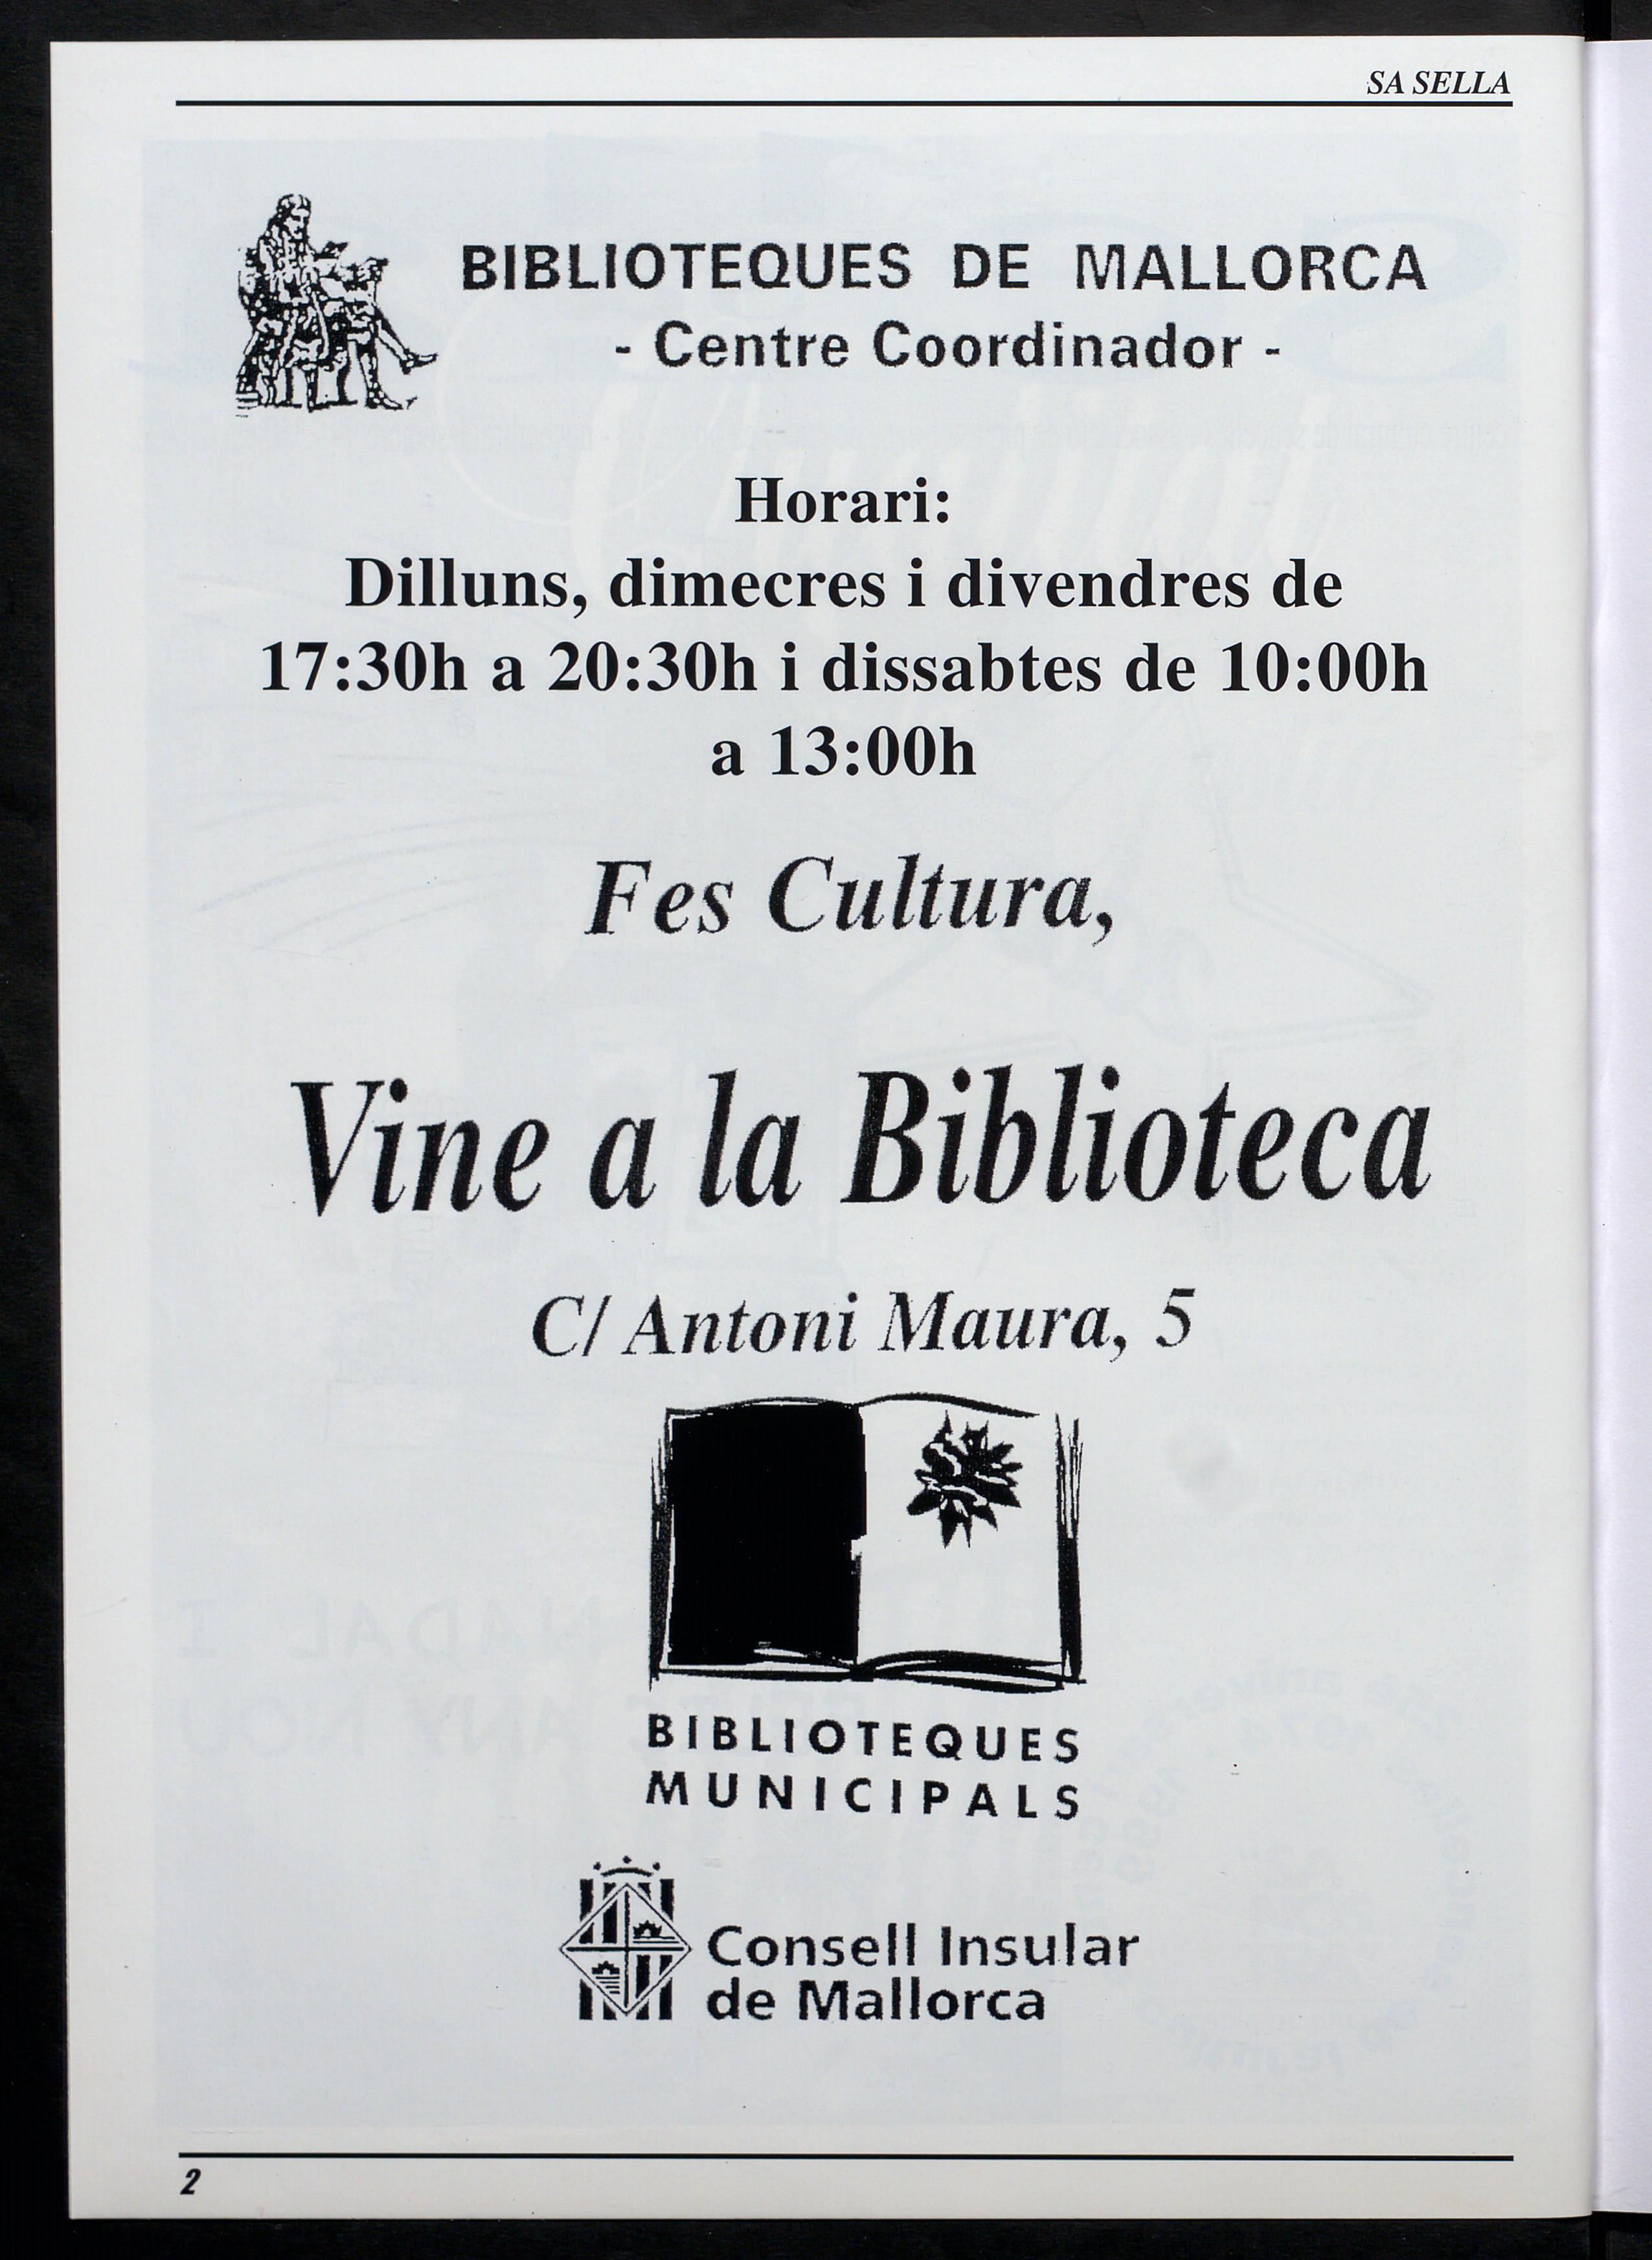 SA SELLA
BIBLIOTEQUES DE MALLORCA
- Centre Coordinador -
Horari:
Dilluns, dimecres i divendres de
17:30h a 20:30h i dissabtes de 10:00h
a 13:00h
Fes Cultura,
Vine a la Biblioteca
C/ Antoni Maura, 5
BIBLIOTEQUES
MUNICIPALS
Consell Insular
de Mallorca
2